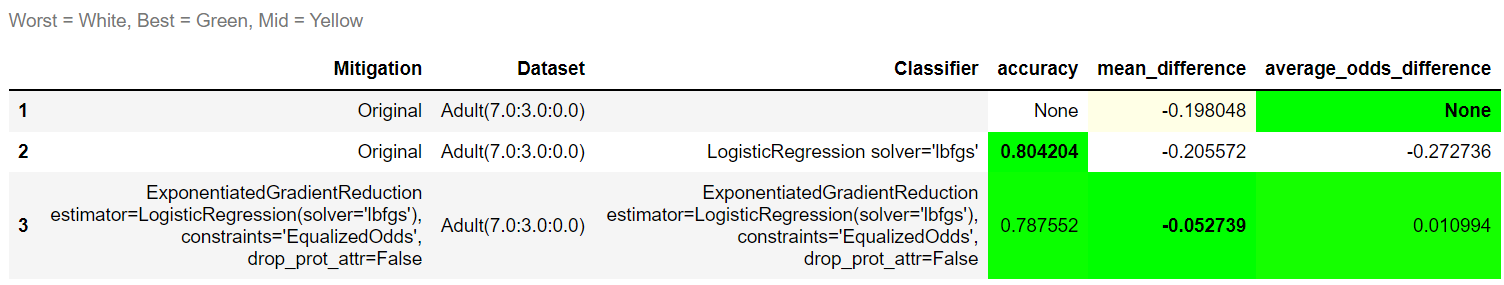 Worst = White, Best = Green, Mid = Yellow
Mitigation Dataset Classifier accuracy mean_difference average_odds_difference
1 Original Adult(7.0:3.0:0.0) None -0.198048 None
2 Original Adult(7.0:3.0:0.0) LogisticRegression solver='lbfgs' 0.804204 -0.205572 -0.272736
3 ExponentiatedGradientReduction
estimator=LogisticRegression(solver='lbfgs'),
constraints='EqualizedOdds',
drop_prot_attr=False
Adult(7.0:3.0:0.0)
ExponentiatedGradientReduction
estimator=LogisticRegression(solver='lbfgs'),
constraints='EqualizedOdds',
drop_prot_attr=False
0.787552 -0.052739 0.010994